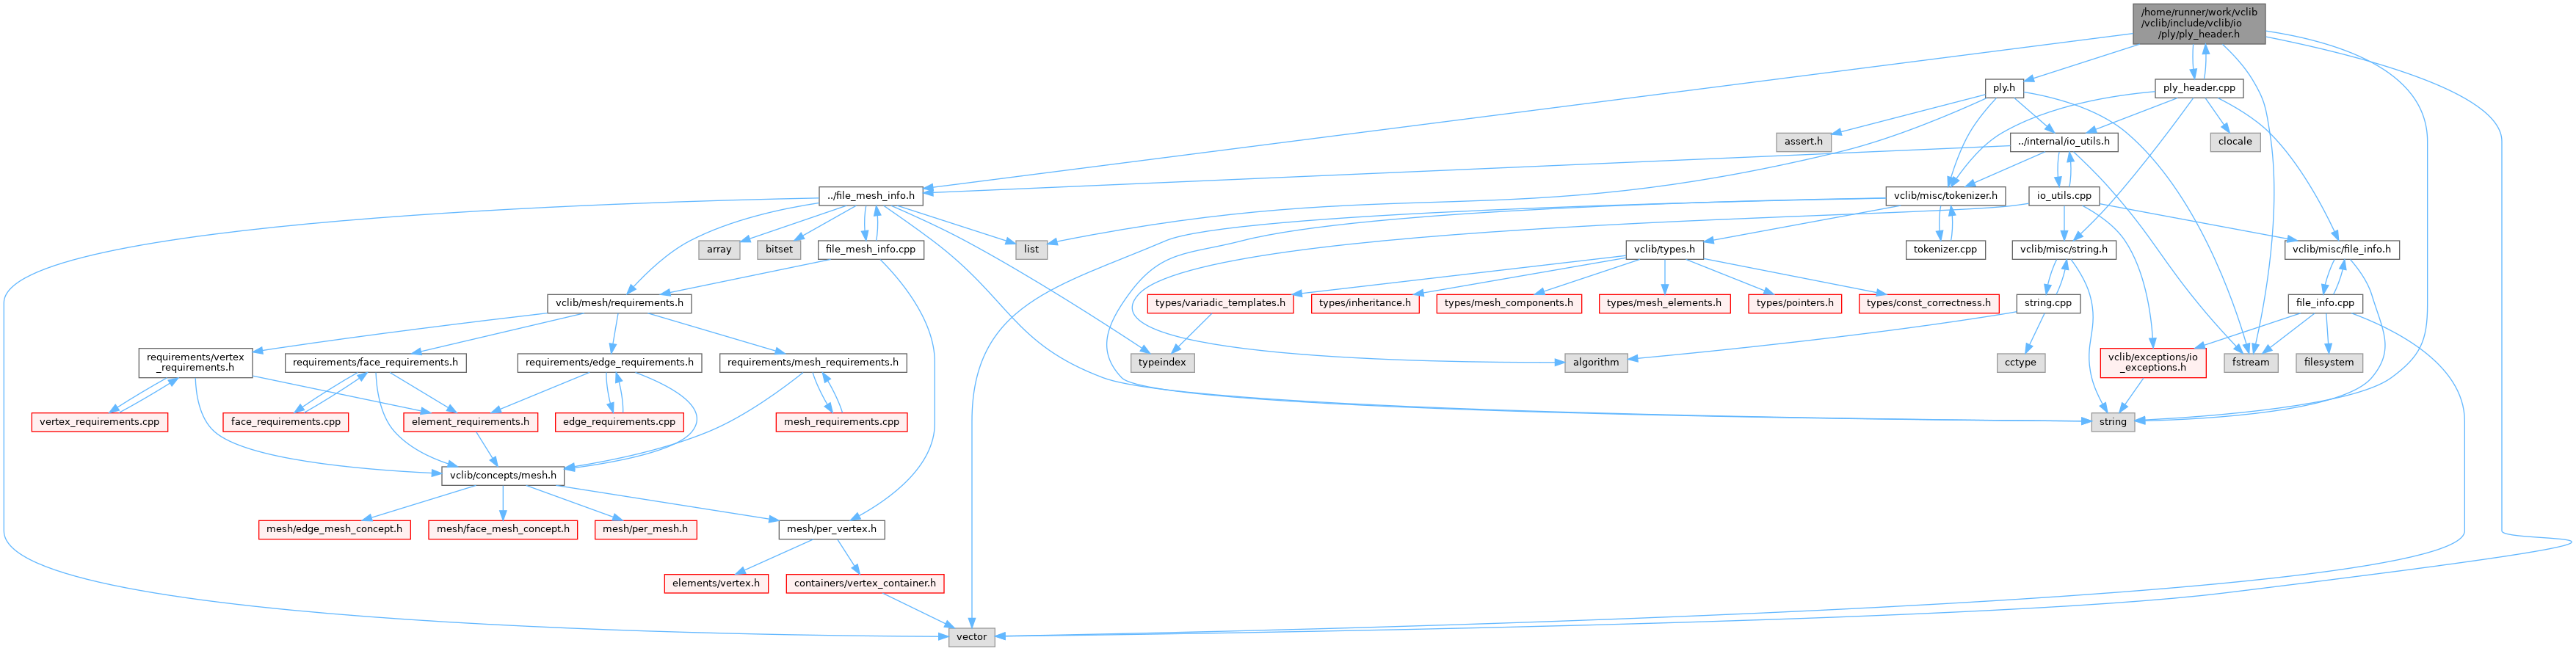 /home/runner/work/vclib
/vclib/include/vclib/io
/ply/ply_header.h
ply.h
ply_header.cpp
assert.h
../internal/io_utils.h
clocale
../file_mesh_info.h
vclib/misc/tokenizer.h
io_utils.cpp
array
bitset
file_mesh_info.cpp
list
vclib/types.h
tokenizer.cpp
vclib/misc/string.h
vclib/misc/file_info.h
vclib/mesh/requirements.h
types/variadic_templates.h
types/inheritance.h
types/mesh_components.h
types/mesh_elements.h
types/pointers.h
types/const_correctness.h
string.cpp
file_info.cpp
requirements/vertex
_requirements.h
requirements/face_requirements.h
requirements/edge_requirements.h
requirements/mesh_requirements.h
typeindex
algorithm
cctype
vclib/exceptions/io
_exceptions.h
fstream
filesystem
vertex_requirements.cpp
face_requirements.cpp
element_requirements.h
edge_requirements.cpp
mesh_requirements.cpp
string
vclib/concepts/mesh.h
mesh/edge_mesh_concept.h
mesh/face_mesh_concept.h
mesh/per_mesh.h
mesh/per_vertex.h
elements/vertex.h
containers/vertex_container.h
vector